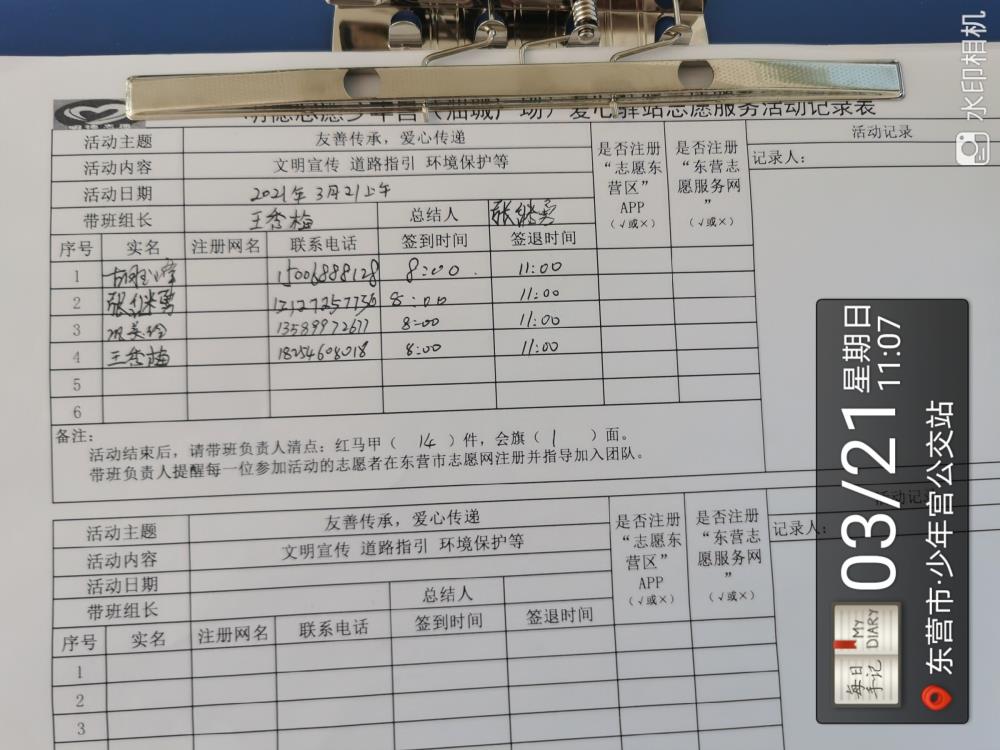 爱心驿站志愿服务活动记录表
活动主题 友善传承，爱心传递 是否注册“志愿东营区”APP（√或×） 是否注册“东营志愿服务网”（√或×） 活动记录
活动内容 文明宣传 道路指引 环境保护等 记录人：
活动日期 2021年3月21上午
带班组长 王秀梅 总结人 张继勇
序号 实名 注册网名 联系电话 签到时间 签退时间
1 15006888128 8:00 11:00
2 张继勇 8:00 11:00
3 13589972677 8:00 11:00
4 王秀梅 18254608018 8:00 11:00
5
6
备注：
活动结束后，请带班负责人清点：红马甲（ 14 ）件，会旗（ 1 ）面。
带班负责人提醒每一位参加活动的志愿者在东营市志愿网注册并指导加入团队。
活动主题 友善传承，爱心传递 是否注册“志愿东营区”APP（√或×） 是否注册“东营志愿服务网”（√或×） 活动记录
活动内容 文明宣传 道路指引 环境保护等 记录人：
活动日期
带班组长 总结人
序号 实名 注册网名 联系电话 签到时间 签退时间
1
2
3
水印相机
每日手记
MY DIARY
03/21
星期日
11:07
东营市·少年宫公交站